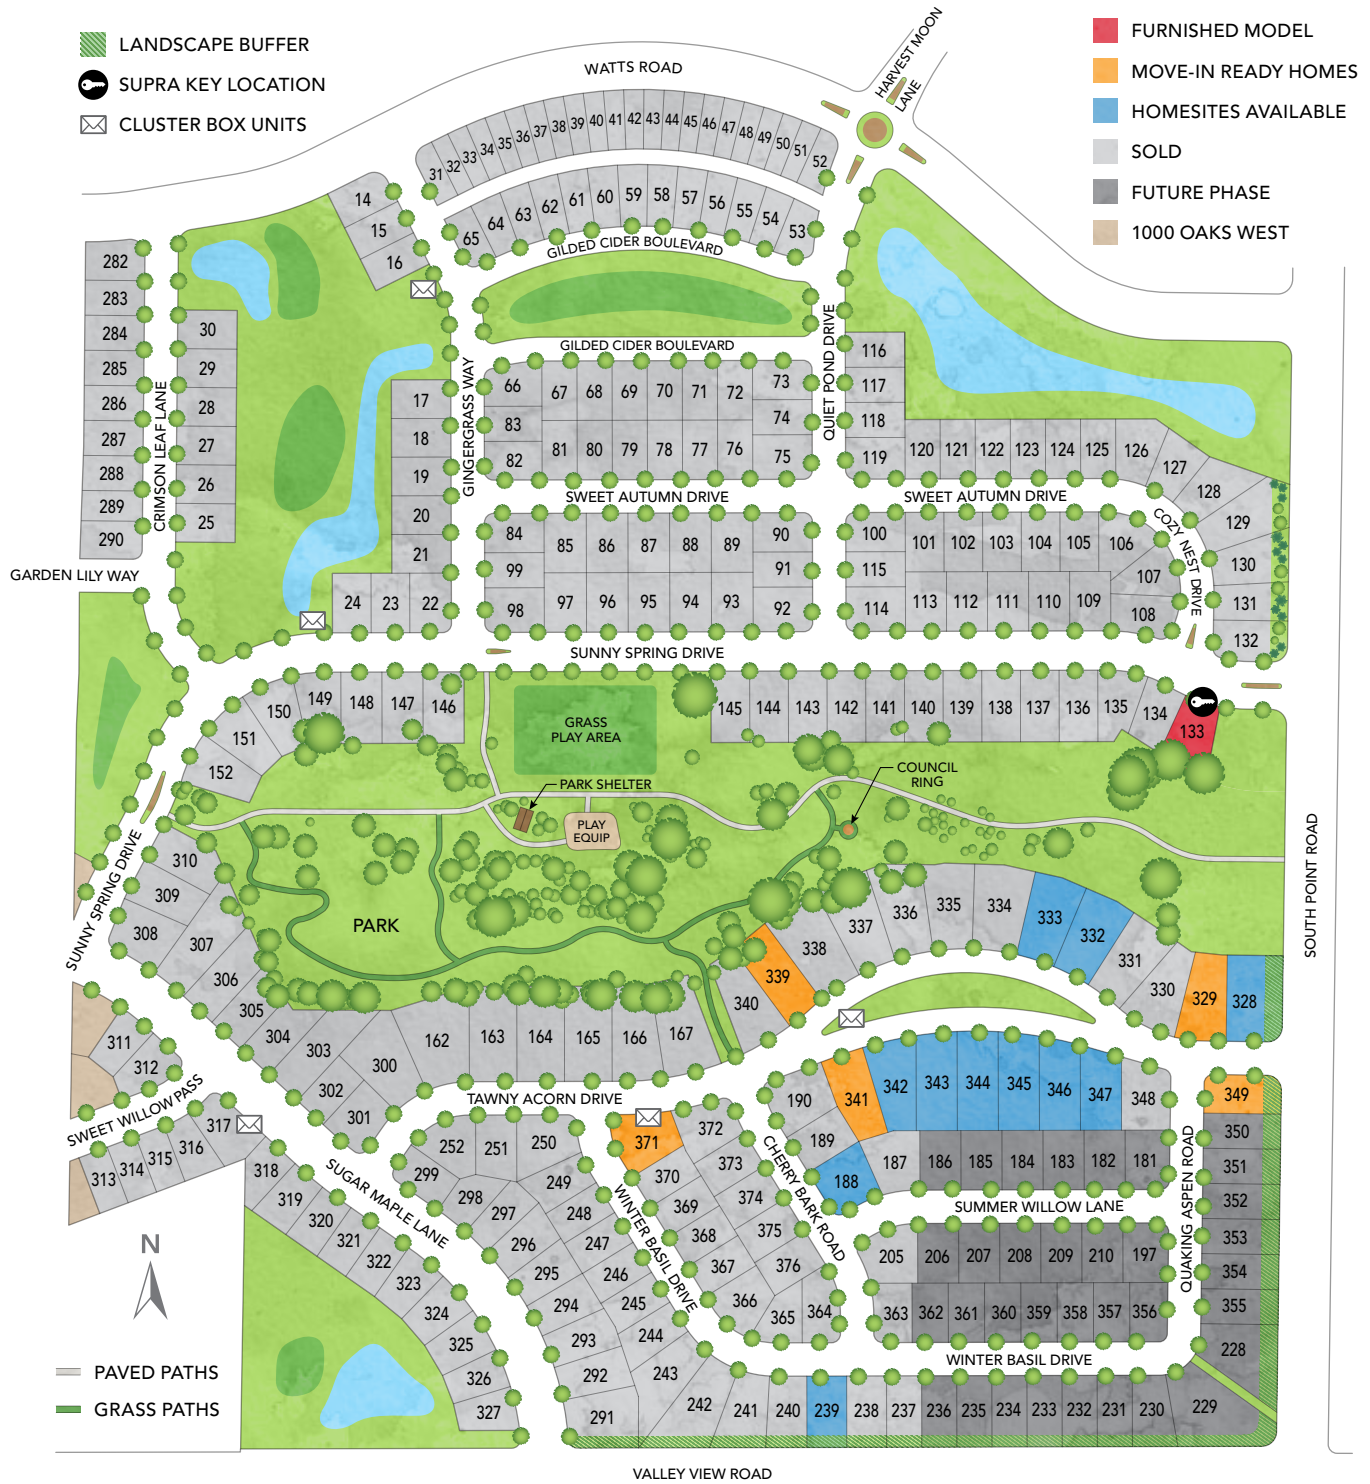 LANDSCAPE BUFFER
SUPRA KEY LOCATION
CLUSTER BOX UNITS
FURNISHED MODEL
MOVE-IN READY HOMES
HOMESITES AVAILABLE
SOLD
FUTURE PHASE
1000 OAKS WEST
WATTS ROAD
HARVEST MOON
LANE
31 32 33 34 35 36 37 38 39 40 41 42 43 44 45 46 47 48 49 50 51 52
14
15
16
65 64 63 62 61 60 59 58 57 56 55 54 53
GILDED CIDER BOULEVARD
282
283
284
285
286
287
288
289
290
CRIMSON LEAF LANE
30
29
28
27
26
25
GARDEN LILY WAY
17
18
19
20
21
24 23 22
GINGERGRASS WAY
GILDED CIDER BOULEVARD
QUIET POND DRIVE
66 67 68 69 70 71 72 73
83 74
82 81 80 79 78 77 76 75
116
117
118
119 120 121 122 123 124 125 126 127 128 129 130 131 132
SWEET AUTUMN DRIVE
SWEET AUTUMN DRIVE
COZY NEST DRIVE
84 85 86 87 88 89 90
99 91
98 97 96 95 94 93 92
100 101 102 103 104 105 106
115 107
114 113 112 111 110 109 108
SUNNY SPRING DRIVE
152 151 150 149 148 147 146
GRASS
PLAY AREA
145 144 143 142 141 140 139 138 137 136 135 134 133
PARK SHELTER
COUNCIL
RING
PLAY
EQUIP
PARK
SUNNY SPRING DRIVE
SOUTH POINT ROAD
310
309
308
307
306
305
304
303
302
301
300
162 163 164 165 166 167
340 339 338 337 336 335 334 333 332 331 330 329 328
311
312
SWEET WILLOW PASS
313 314 315 316 317
318
319
320
321
322
323
324
325
326
327
SUGAR MAPLE LANE
TAWNY ACORN DRIVE
252 251 250
299
298
297
296
295
294
293
292
291
249
248
247
246
245
244
243
242
WINTER BASIL DRIVE
371
370
369
368
367
366
365
364
372
373
374
375
376
CHERRY BARK ROAD
190
189
188
187
341 342 343 344 345 346 347 348
186 185 184 183 182 181
SUMMER WILLOW LANE
205 206 207 208 209 210 197
363 362 361 360 359 358 357 356
QUAKING ASPEN ROAD
349
350
351
352
353
354
355
228
229
WINTER BASIL DRIVE
241 240 239 238 237 236 235 234 233 232 231 230
N
PAVED PATHS
GRASS PATHS
VALLEY VIEW ROAD